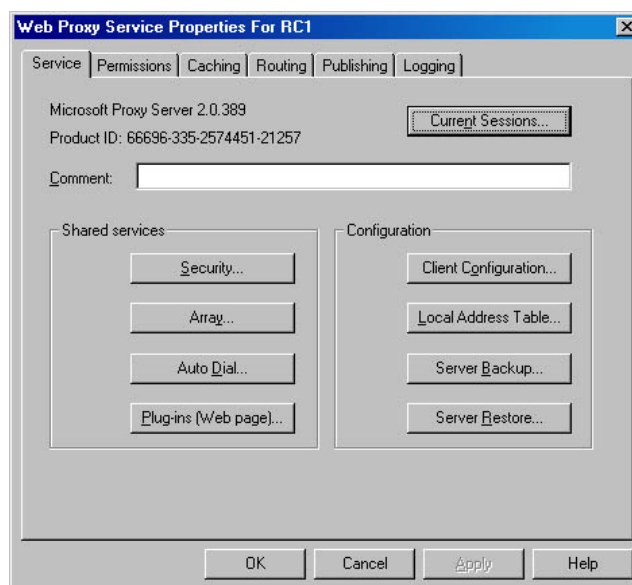 Web Proxy Service Properties For RC1
Service Permissions Caching Routing Publishing Logging
Microsoft Proxy Server 2.0.389
Current Sessions...
Product ID: 66696-335-2574451-21257
Comment:
Shared services
Security...
Array...
Auto Dial...
Plug-ins (Web page)...
Configuration
Client Configuration...
Local Address Table...
Server Backup...
Server Restore...
OK Cancel Apply Help